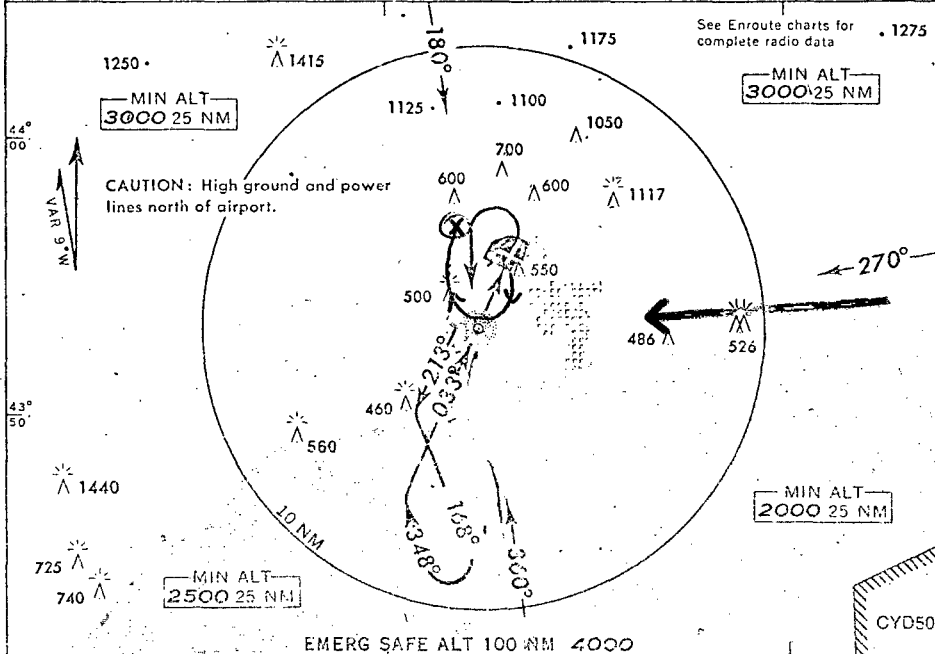 See Enroute charts for
complete radio data
1275
1175
1250
1415
180°
MIN ALT
3000 25 NM
MIN ALT
3000 25 NM
1125
1100
1050
44°
00'
700
CAUTION: High ground and power
lines north of airport.
600
600
1117
VAR 9°W
X
550
270°
500
486
526
213°
033°
460
43°
50'
560
1440
MIN ALT
2000 25 NM
10 NM
168°
348°
360°
725
740
MIN ALT
2500 25 NM
CYD50
EMERG SAFE ALT 100 NM 4000